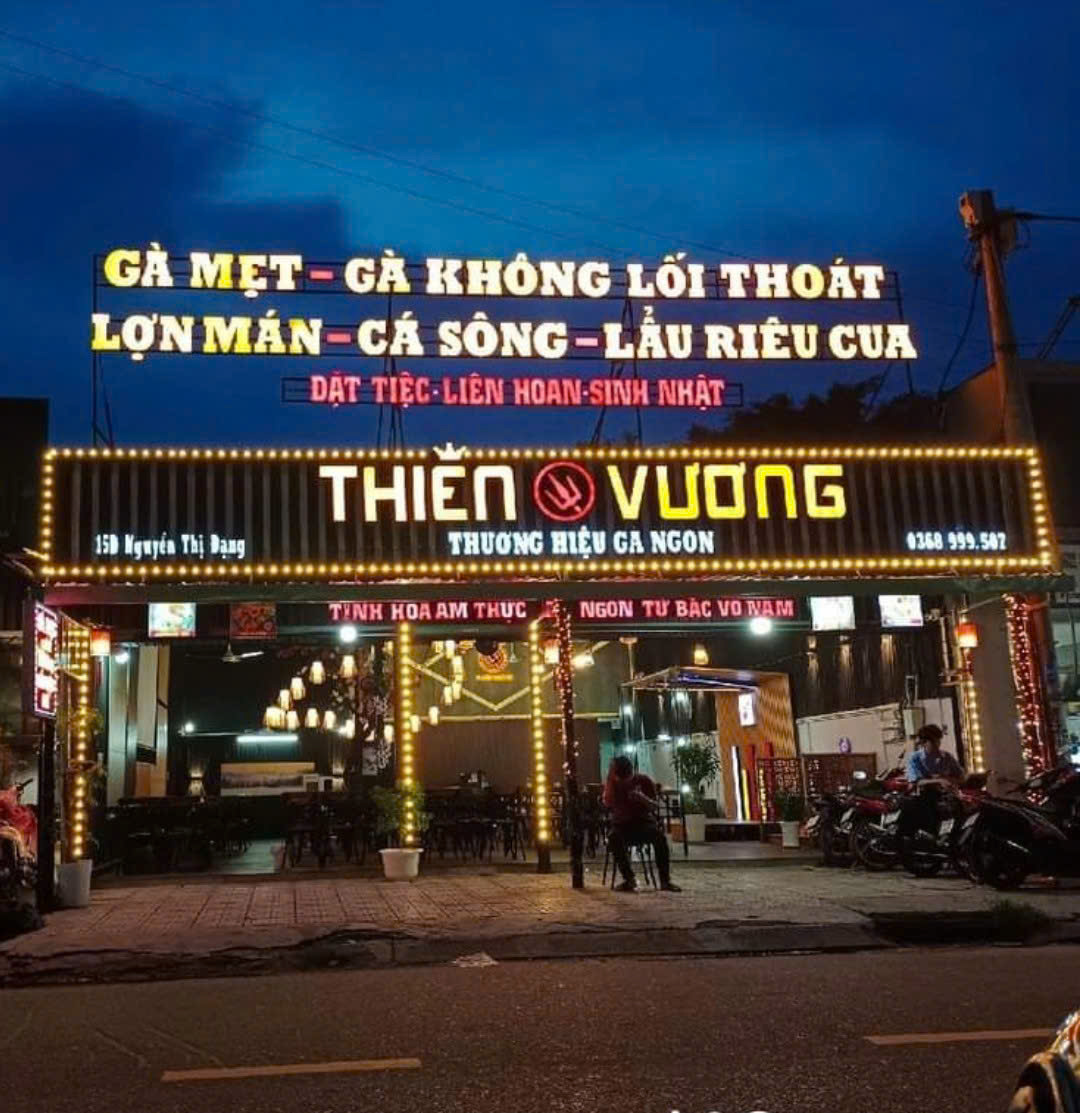 GÀ MẸT - GÀ KHÔNG LỐI THOÁT
LỢN MÁN - CÁ SÔNG - LẨU RIÊU CUA
ĐẶT TIỆC·LIÊN HOAN·SINH NHẬT
THIÊN VƯƠNG
THƯƠNG HIỆU GÀ NGON
15D Nguyễn Thị Đạng
0368 999.502
TINH HOA ẨM THỰC NGON TỪ BẮC VÔ NAM